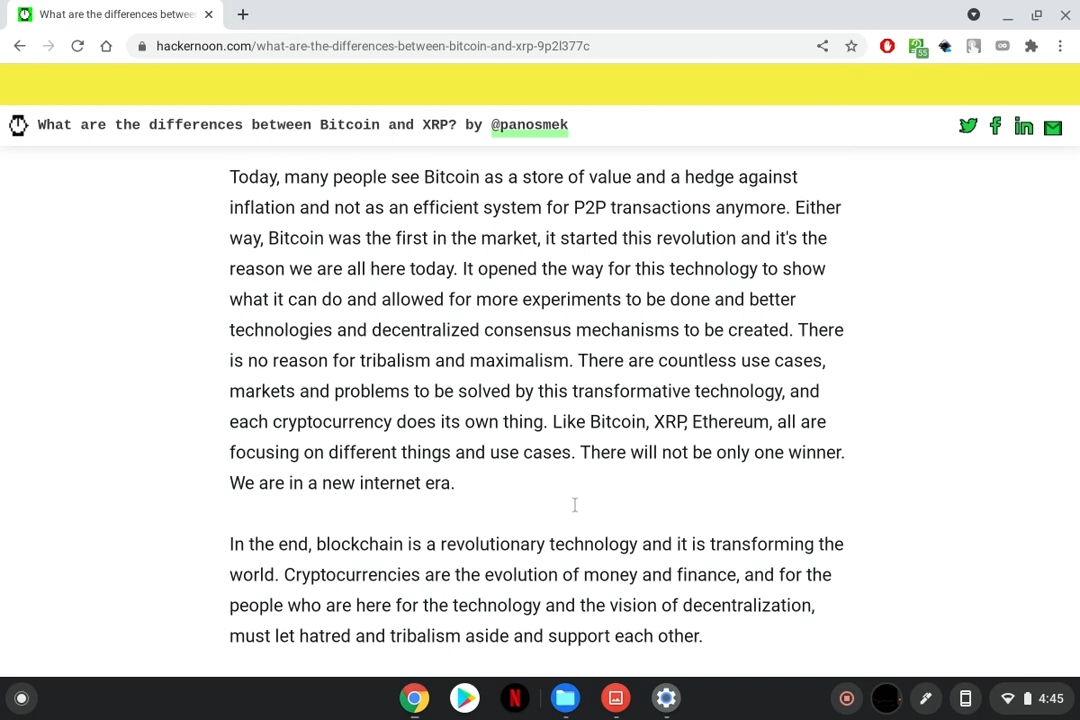 What are the differences betwee
hackernoon.com/what-are-the-differences-between-bitcoin-and-xrp-9p2l377c
55
What are the differences between Bitcoin and XRP? by @panosmek
Today, many people see Bitcoin as a store of value and a hedge against
inflation and not as an efficient system for P2P transactions anymore. Either
way, Bitcoin was the first in the market, it started this revolution and it's the
reason we are all here today. It opened the way for this technology to show
what it can do and allowed for more experiments to be done and better
technologies and decentralized consensus mechanisms to be created. There
is no reason for tribalism and maximalism. There are countless use cases,
markets and problems to be solved by this transformative technology, and
each cryptocurrency does its own thing. Like Bitcoin, XRP, Ethereum, all are
focusing on different things and use cases. There will not be only one winner.
We are in a new internet era.
In the end, blockchain is a revolutionary technology and it is transforming the
world. Cryptocurrencies are the evolution of money and finance, and for the
people who are here for the technology and the vision of decentralization,
must let hatred and tribalism aside and support each other.
4:45